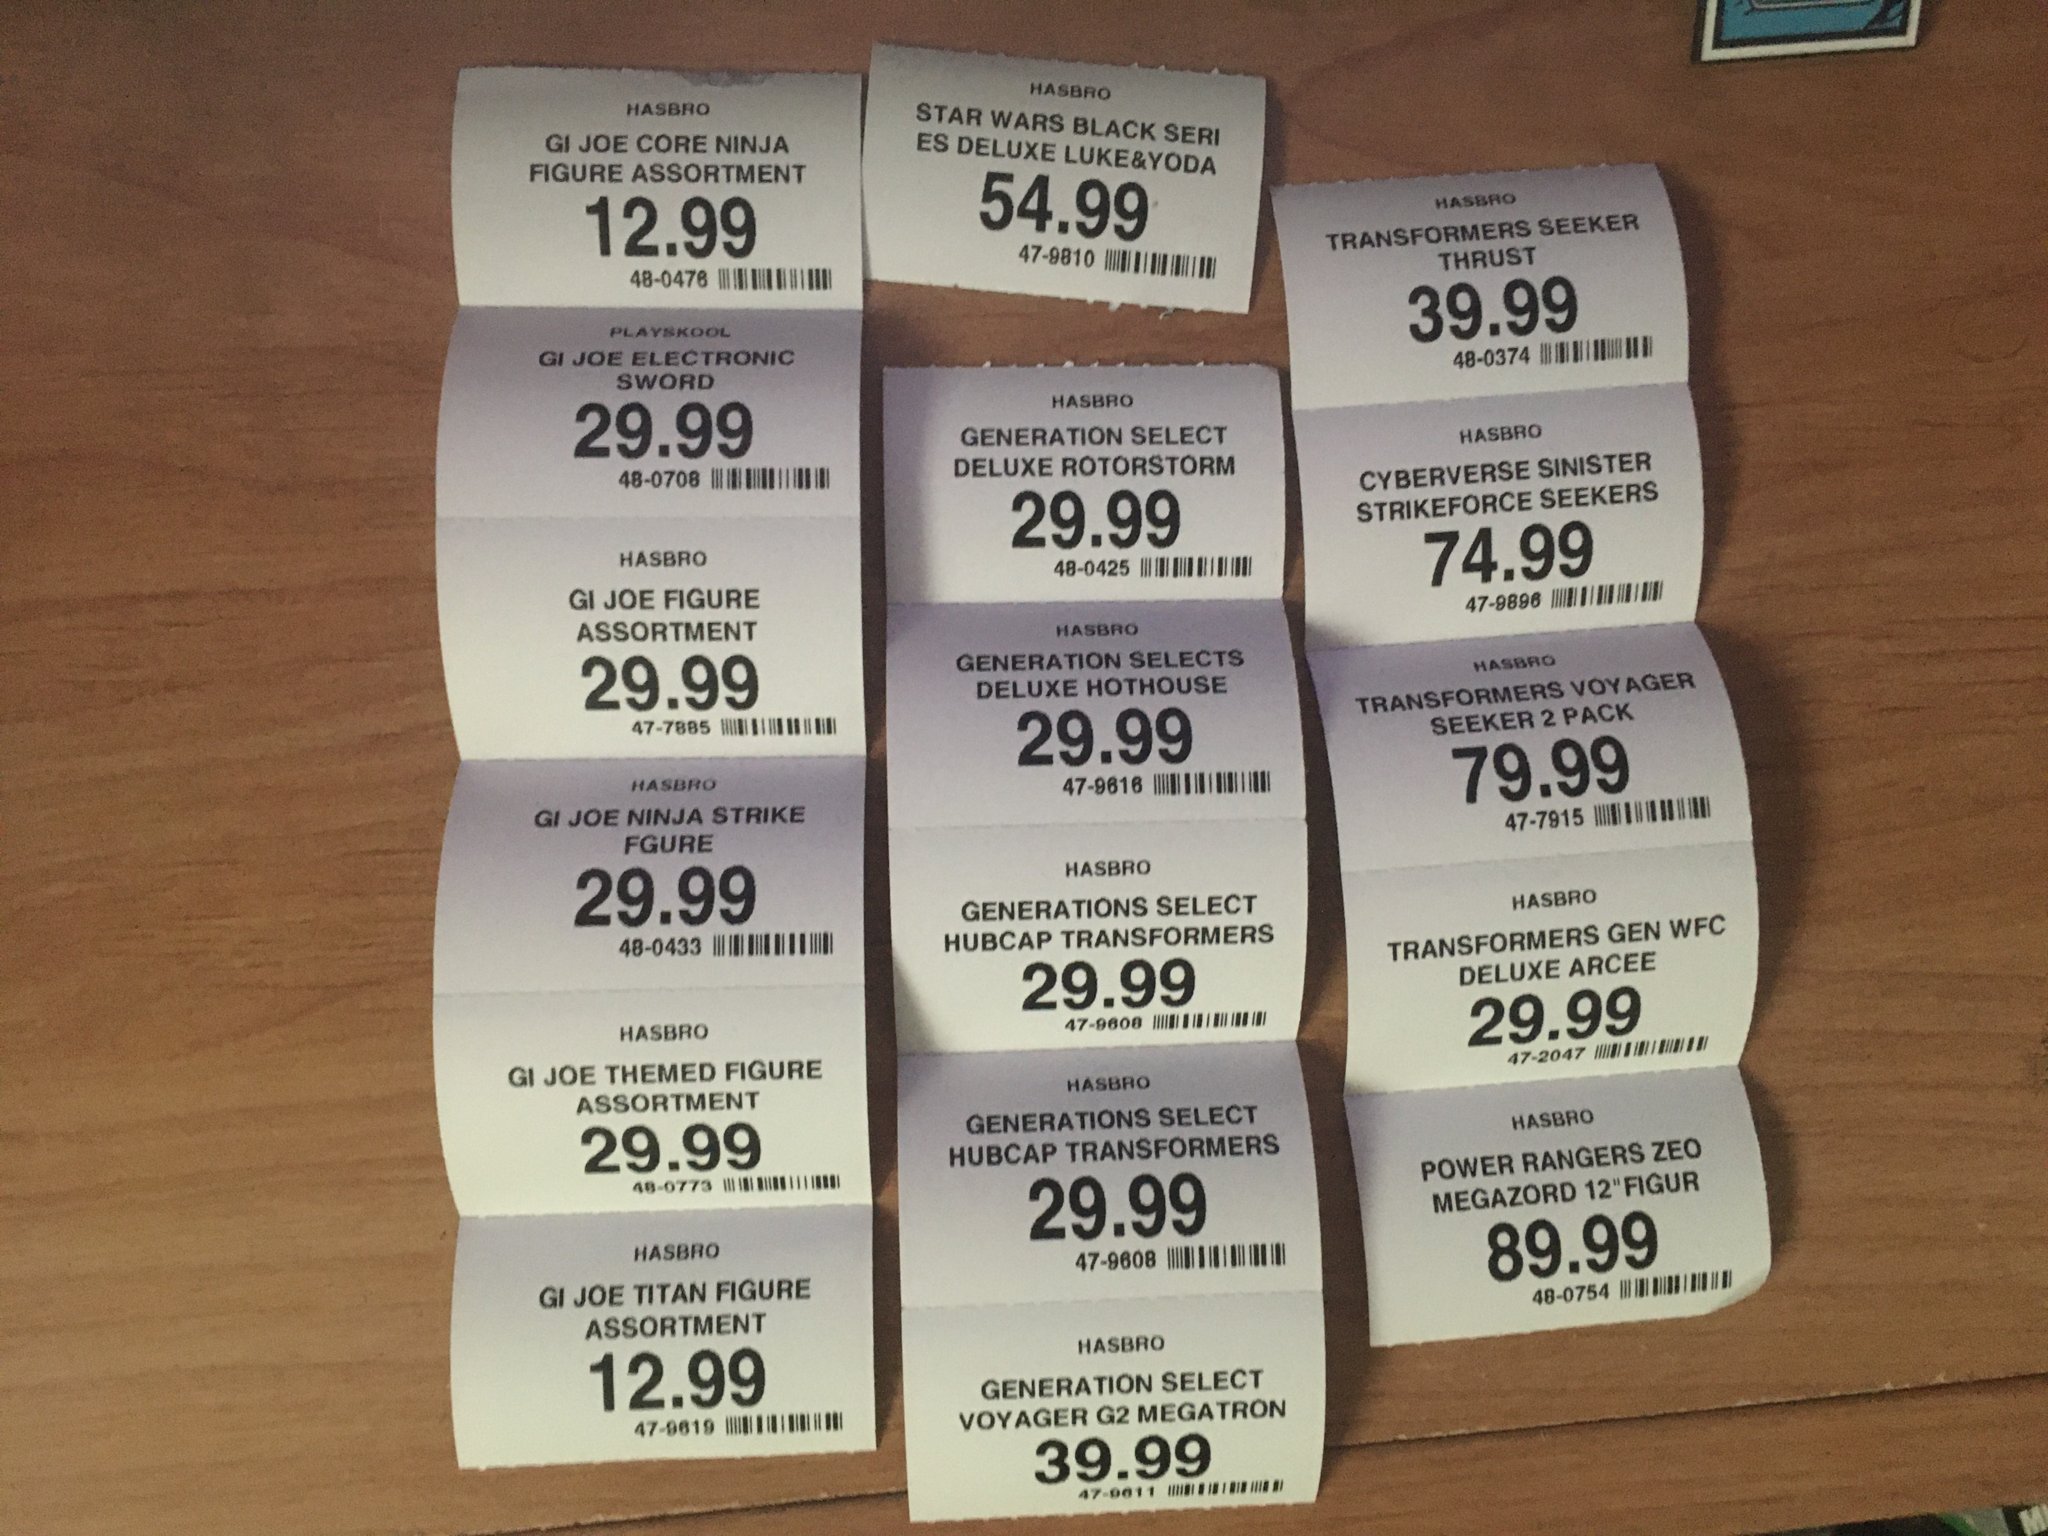 HASBRO
GI JOE CORE NINJA
FIGURE ASSORTMENT
12.99
48-0476
PLAYSKOOL
GI JOE ELECTRONIC
SWORD
29.99
48-0708
HASBRO
GI JOE FIGURE
ASSORTMENT
29.99
47-7885
HASBRO
GI JOE NINJA STRIKE
FGURE
29.99
48-0433
HASBRO
GI JOE THEMED FIGURE
ASSORTMENT
29.99
48-0773
HASBRO
GI JOE TITAN FIGURE
ASSORTMENT
12.99
47-9619
HASBRO
STAR WARS BLACK SERI
ES DELUXE LUKE&YODA
54.99
47-9810
HASBRO
GENERATION SELECT
DELUXE ROTORSTORM
29.99
48-0425
HASBRO
GENERATION SELECTS
DELUXE HOTHOUSE
29.99
47-9616
HASBRO
GENERATIONS SELECT
HUBCAP TRANSFORMERS
29.99
47-9608
HASBRO
GENERATIONS SELECT
HUBCAP TRANSFORMERS
29.99
47-9608
HASBRO
GENERATION SELECT
VOYAGER G2 MEGATRON
39.99
47-9611
HASBRO
TRANSFORMERS SEEKER
THRUST
39.99
48-0374
HASBRO
CYBERVERSE SINISTER
STRIKEFORCE SEEKERS
74.99
47-9896
HASBRO
TRANSFORMERS VOYAGER
SEEKER 2 PACK
79.99
47-7915
HASBRO
TRANSFORMERS GEN WFC
DELUXE ARCEE
29.99
47-2047
HASBRO
POWER RANGERS ZEO
MEGAZORD 12"FIGUR
89.99
48-0754